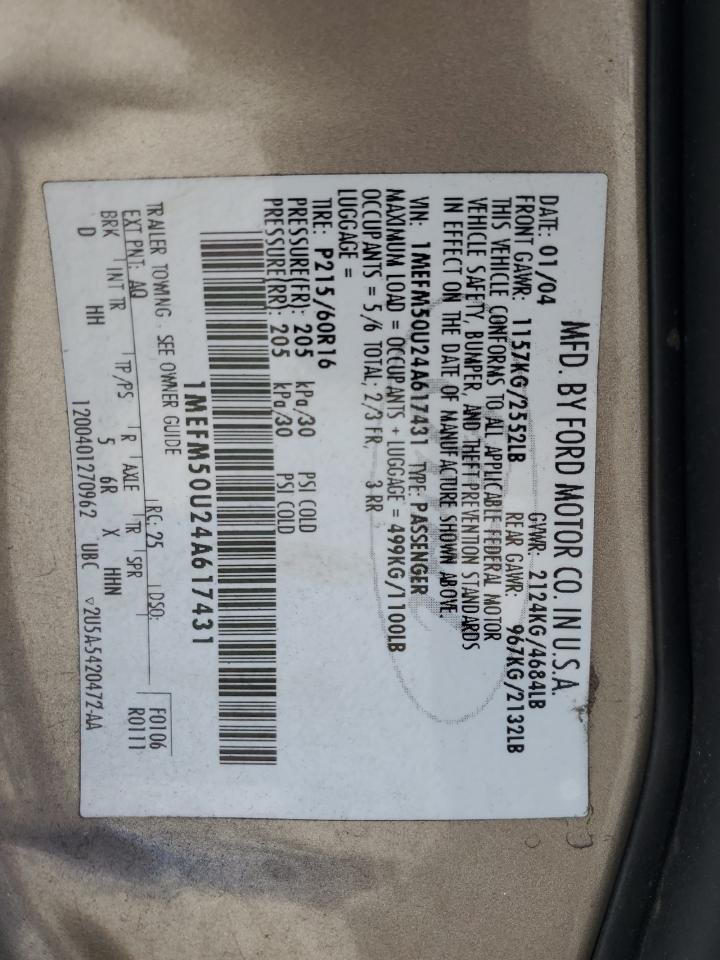 MFD. BY FORD MOTOR CO. IN U.S.A.
DATE: 01/04 GVWR: 2124KG/4684LB
FRONT GAWR: 1157KG/2552LB REAR GAWR: 967KG/2132LB
THIS VEHICLE CONFORMS TO ALL APPLICABLE FEDERAL MOTOR
VEHICLE SAFETY, BUMPER, AND THEFT PREVENTION STANDARDS
IN EFFECT ON THE DATE OF MANUFACTURE SHOWN ABOVE.
VIN: 1MEFM50U24A617431 TYPE: PASSENGER
MAXIMUM LOAD = OCCUPANTS + LUGGAGE = 499KG/1100LB
OCCUPANTS = 5/6 TOTAL; 2/3 FR, 3 RR
LUGGAGE =
TIRE: P215/60R16
PRESSURE(FR): 205 kPa/30 PSI COLD
PRESSURE(RR): 205 kPa/30 PSI COLD
1MEFM50U24A617431
TRAILER TOWING - SEE OWNER GUIDE
F0106
R0111
EXT PNT: AQ RC: 25 DSO:
BRK INT TR TP/PS R AXLE TR SPR
D HH 5 6R X HHN
12004012 70962 UBC ▽2U5A-5420472-AA